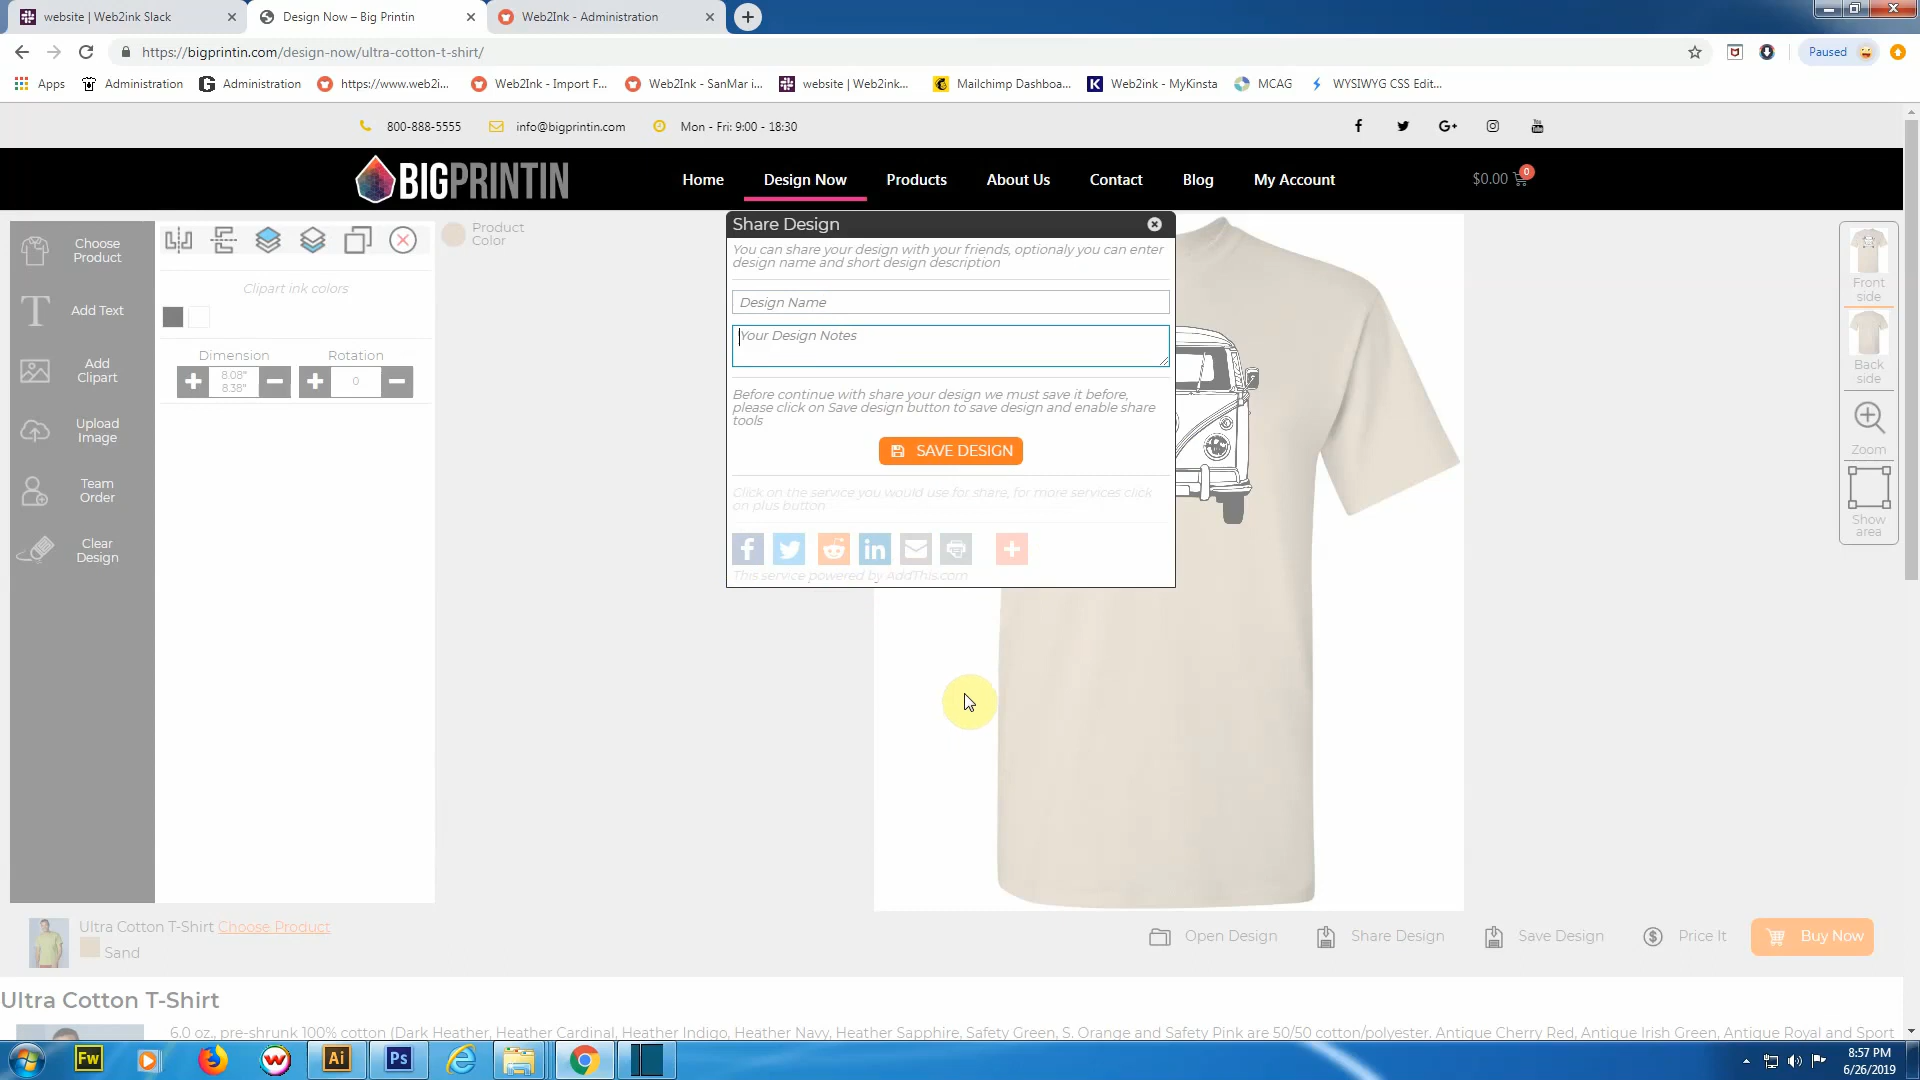 website | Web2ink Slack
Design Now – Big Printin
Web2Ink - Administration
https://bigprintin.com/design-now/ultra-cotton-t-shirt/
Paused
Apps
Administration
Administration
https://www.web2i...
Web2Ink - Import F...
Web2Ink - SanMar i...
website | Web2ink...
Mailchimp Dashboa...
Web2ink - MyKinsta
MCAG
WYSIWYG CSS Edit...
800-888-5555
info@bigprintin.com
Mon - Fri: 9:00 - 18:30
BIGPRINTIN
Home
Design Now
Products
About Us
Contact
Blog
My Account
$0.00
0
Choose
Product
Add Text
Add
Clipart
Upload
Image
Team
Order
Clear
Design
Product
Color
Clipart ink colors
Dimension
Rotation
8.08"
8.38"
0
Share Design
You can share your design with your friends, optionaly you can enter
design name and short design description
Design Name
Your Design Notes
Before continue with share your design we must save it before,
please click on Save design button to save design and enable share
tools
SAVE DESIGN
Click on the service you would use for share, for more services click
on plus button
This service powered by AddThis.com
Front
side
Back
side
Zoom
Show
area
Ultra Cotton T-Shirt Choose Product
Sand
Open Design
Share Design
Save Design
Price It
Buy Now
Ultra Cotton T-Shirt
6.0 oz., pre-shrunk 100% cotton (Dark Heather, Heather Cardinal, Heather Indigo, Heather Navy, Heather Sapphire, Safety Green, S. Orange and Safety Pink are 50/50 cotton/polyester. Antique Cherry Red, Antique Irish Green, Antique Royal and Sport
8:57 PM
6/26/2019